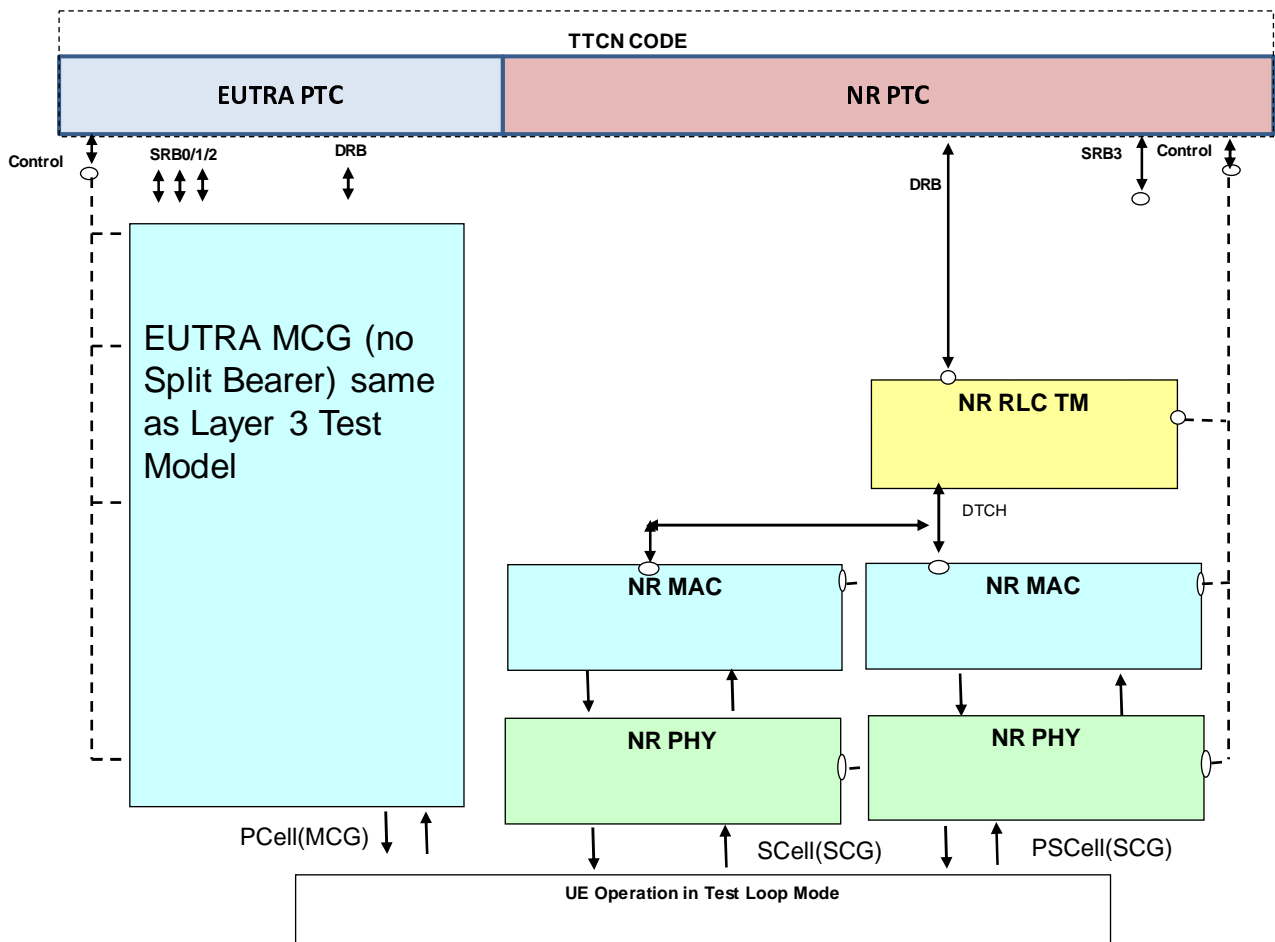 TTCN CODE
EUTRA PTC
NR PTC
Control
SRB0/1/2
DRB
DRB
SRB3
Control
EUTRA MCG (no
Split Bearer) same
as Layer 3 Test
Model
NR RLC TM
DTCH
NR MAC
NR MAC
NR PHY
NR PHY
PCell(MCG)
SCell(SCG)
PSCell(SCG)
UE Operation in Test Loop Mode